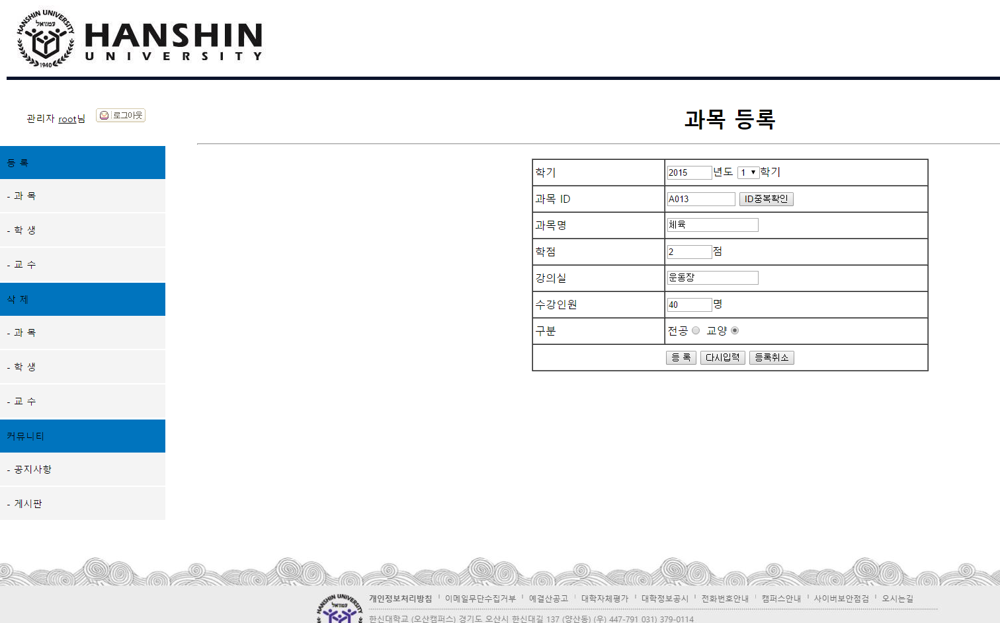 HANSHIN UNIVERSITY
עמנואל
1940
HANSHIN
UNIVERSITY
관리자 root님
로그아웃
과목 등록
등 록
- 과 목
- 학 생
- 교 수
삭 제
- 과 목
- 학 생
- 교 수
커뮤니티
- 공지사항
- 게시판
학기 2015 년도 1 학기
과목 ID A013 ID중복확인
과목명 체육
학점 2 점
강의실 운동장
수강인원 40 명
구분 전공 교양
등 록 다시입력 등록취소
HANSHIN UNIVERSITY
עמנואל
개인정보처리방침 이메일무단수집거부 예결산공고 대학자체평가 대학정보공시 전화번호안내 캠퍼스안내 사이버보안점검 오시는길
한신대학교 (오산캠퍼스) 경기도 오산시 한신대길 137 (양산동) (우) 447-791 031) 379-0114